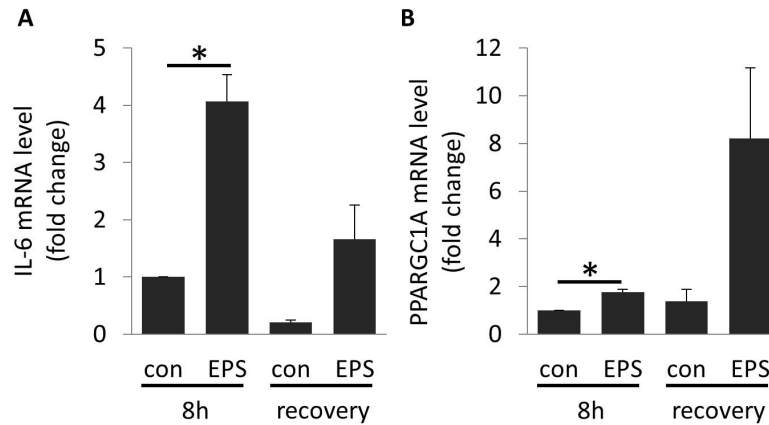 A
IL-6 mRNA level
(fold change)
5
4
3
2
1
0
*
con EPS con EPS
8h recovery
B
PPARGC1A mRNA level
(fold change)
12
10
8
6
4
2
0
*
con EPS con EPS
8h recovery